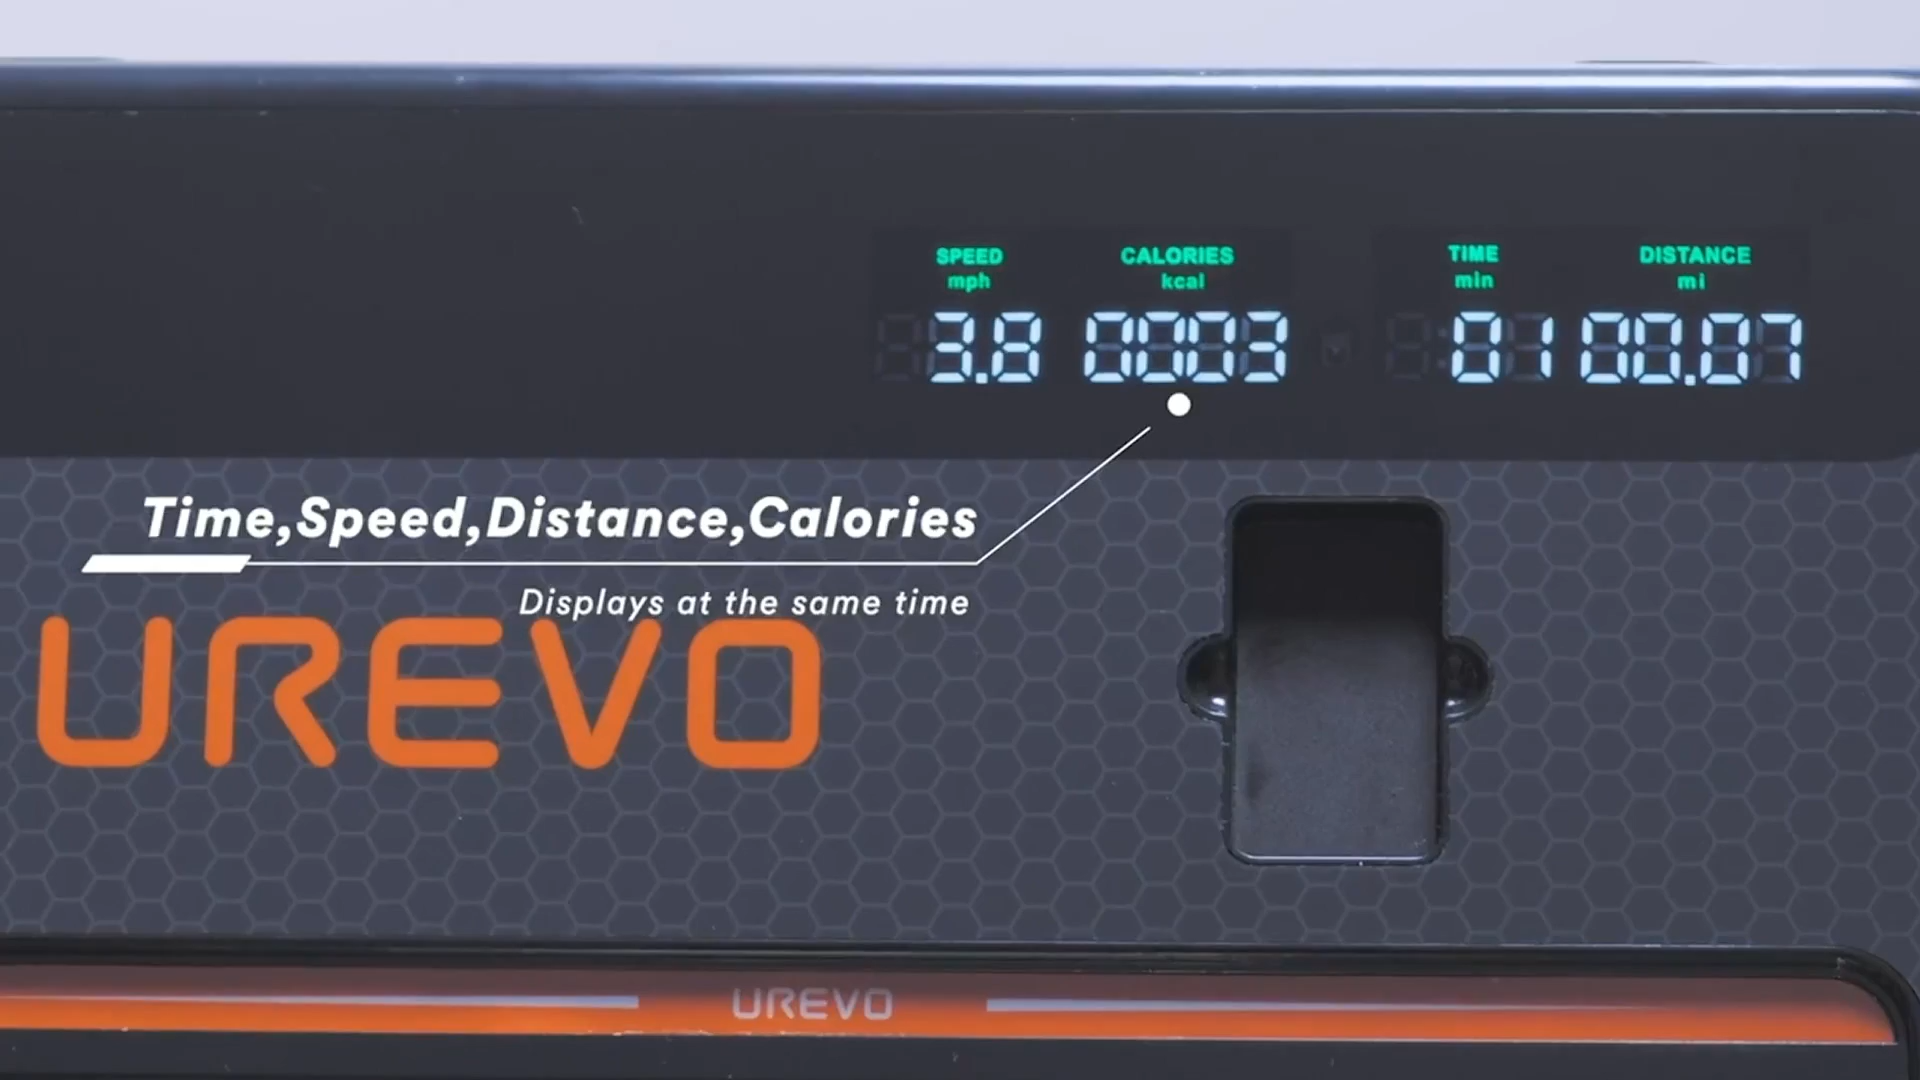 SPEED CALORIES TIME DISTANCE
mph kcal min mi
3.8 0003 01 00.07
Time,Speed,Distance,Calories
Displays at the same time
UREVO
UREVO